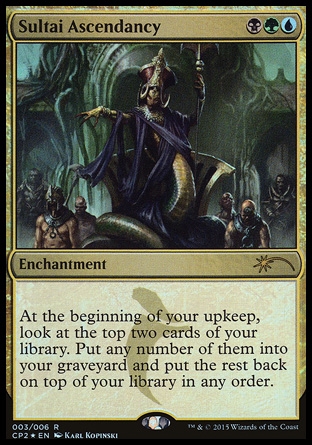 Sultai Ascendancy
Enchantment
At the beginning of your upkeep,
look at the top two cards of your
library. Put any number of them into
your graveyard and put the rest back
on top of your library in any order.
003/006 R
CP2 ★ EN Karl Kopinski
™ & © 2015 Wizards of the Coast